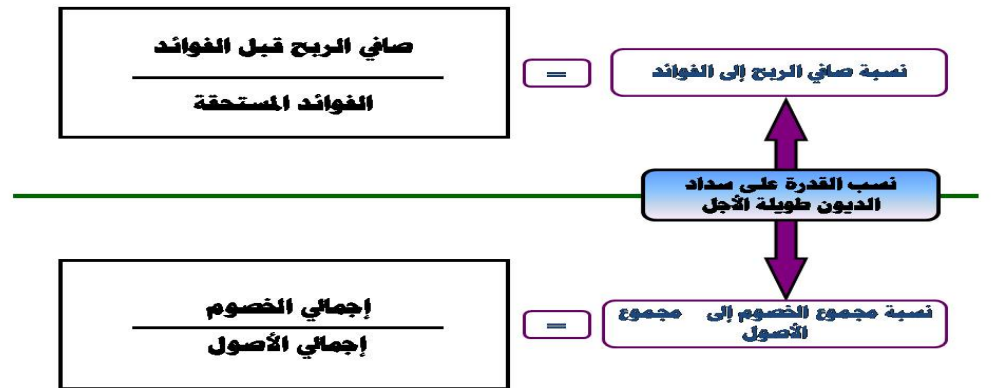 نسبة صافي الربح إلى الفوائد
=
صافي الربح قبل الفوائد
الفوائد المستحقة
نسب القدرة على سداد
الديون طويلة الأجل
نسبة مجموع الخصوم إلى مجموع
الأصول
=
إجمالي الخصوم
إجمالي الأصول